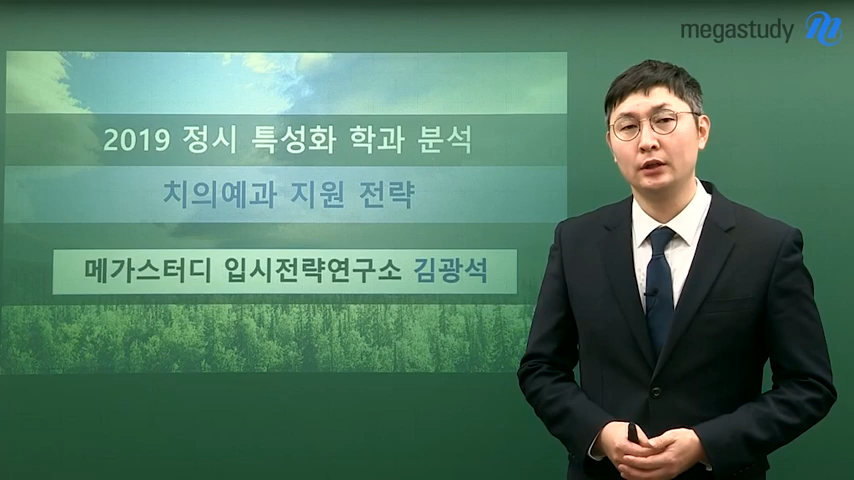 megastudy
2019 정시 특성화 학과 분석
치의예과 지원 전략
메가스터디 입시전략연구소 김광석